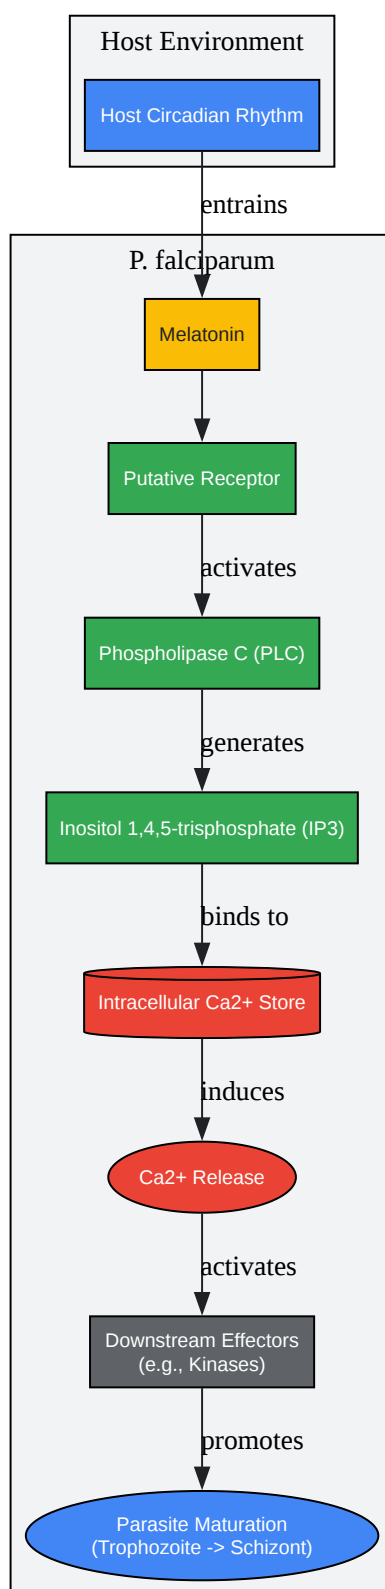 Host Environment
Host Circadian Rhythm
entrains
P. falciparum
Melatonin
Putative Receptor
activates
Phospholipase C (PLC)
generates
Inositol 1,4,5-trisphosphate (IP3)
binds to
Intracellular Ca2+ Store
induces
Ca2+ Release
activates
Downstream Effectors
(e.g., Kinases)
promotes
Parasite Maturation
(Trophozoite -> Schizont)